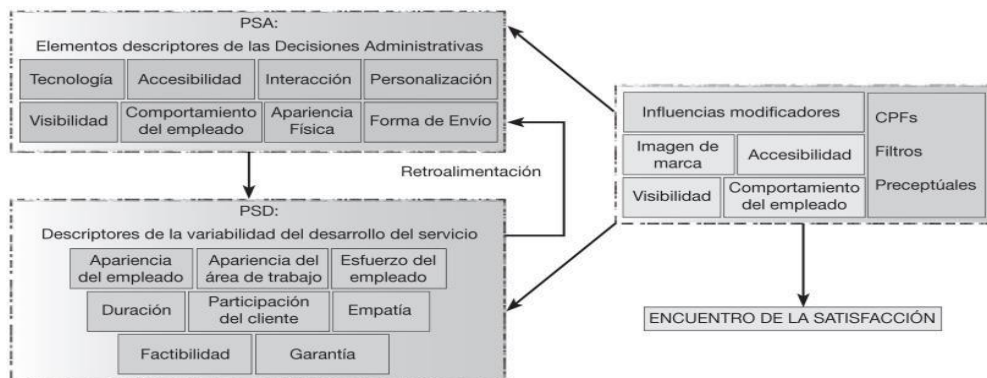 PSA:
Elementos descriptores de las Decisiones Administrativas
Tecnología
Accesibilidad
Interacción
Personalización
Visibilidad
Comportamiento
del empleado
Apariencia
Física
Forma de Envío
Retroalimentación
PSD:
Descriptores de la variabilidad del desarrollo del servicio
Apariencia
del empleado
Apariencia del
área de trabajo
Esfuerzo del
empleado
Duración
Participación
del cliente
Empatía
Factibilidad
Garantía
Influencias modificadores
Imagen de
marca
Accesibilidad
Visibilidad
Comportamiento
del empleado
CPFs
Filtros
Preceptúales
ENCUENTRO DE LA SATISFACCIÓN